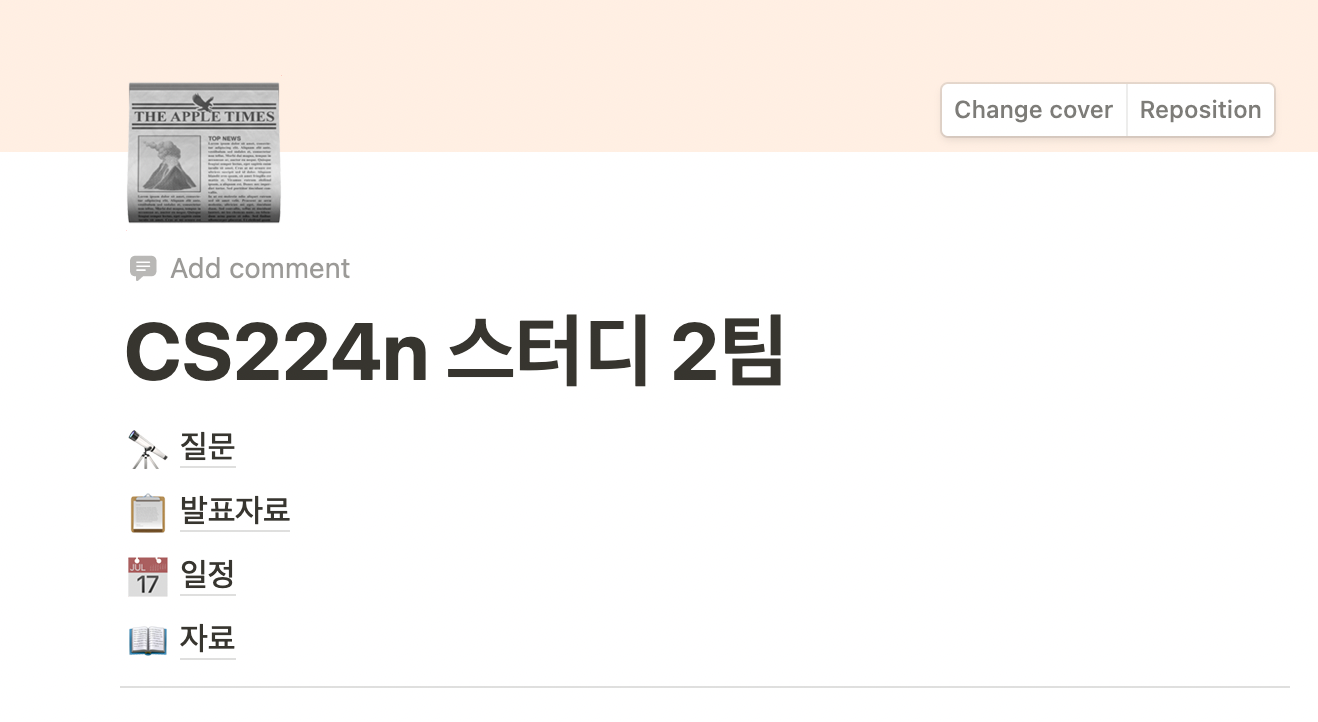 Change cover
Reposition
THE APPLE TIMES
TOP NEWS
Add comment
CS224n 스터디 2팀
질문
발표자료
JUL
17
일정
자료